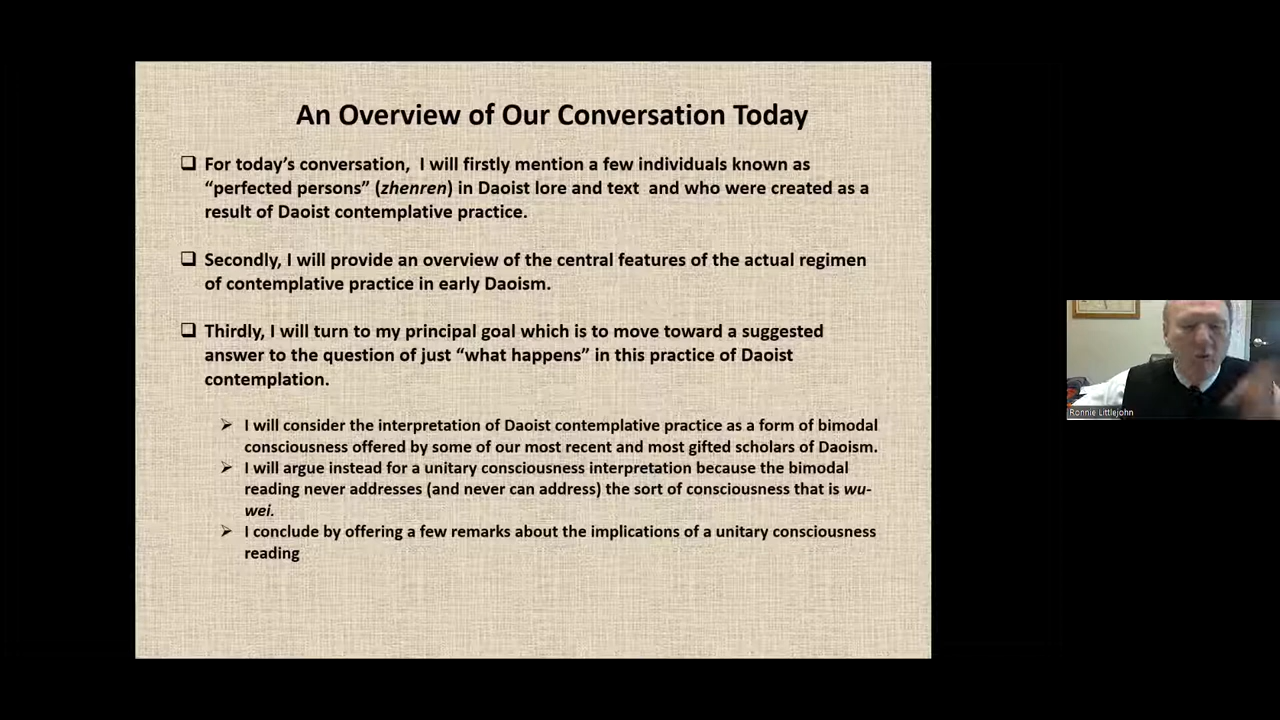 An Overview of Our Conversation Today
For today’s conversation,  I will firstly mention a few individuals known as
“perfected persons” (zhenren) in Daoist lore and text  and who were created as a
result of Daoist contemplative practice.
Secondly, I will provide an overview of the central features of the actual regimen
of contemplative practice in early Daoism.
Thirdly, I will turn to my principal goal which is to move toward a suggested
answer to the question of just “what happens” in this practice of Daoist
contemplation.
I will consider the interpretation of Daoist contemplative practice as a form of bimodal
consciousness offered by some of our most recent and most gifted scholars of Daoism.
I will argue instead for a unitary consciousness interpretation because the bimodal
reading never addresses (and never can address) the sort of consciousness that is wu-
wei.
I conclude by offering a few remarks about the implications of a unitary consciousness
reading
Ronnie Littlejohn